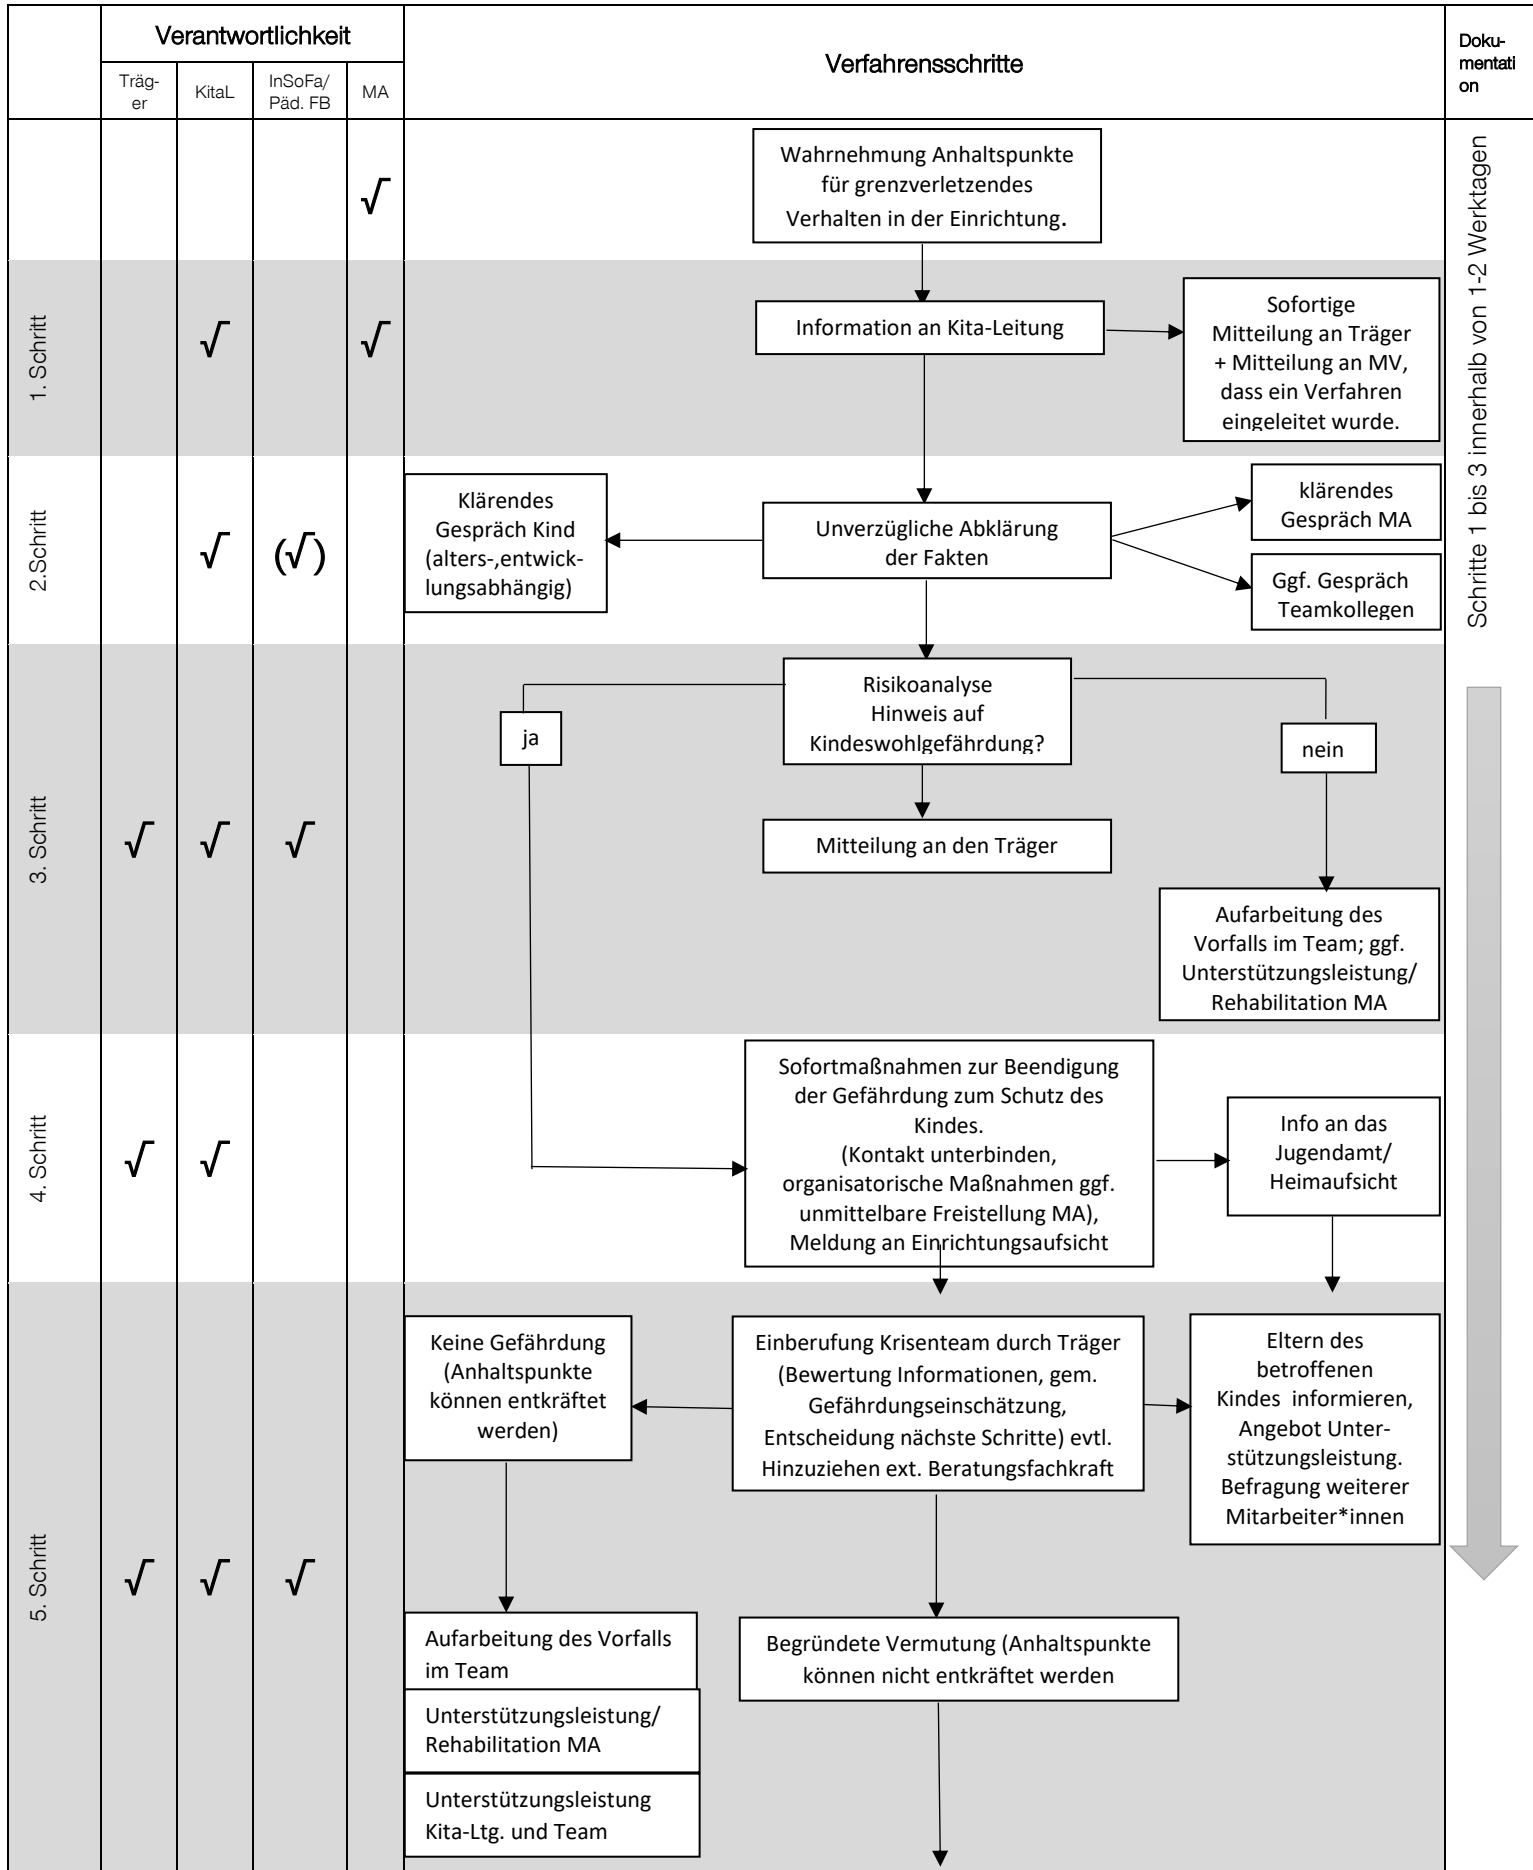 Verantwortlichkeit
Verfahrensschritte
Doku-
mentati
on
Träg-
er
KitaL
InSoFa/
Päd. FB
MA
√
Wahrnehmung Anhaltspunkte
für grenzverletzendes
Verhalten in der Einrichtung.
Schritte 1 bis 3 innerhalb von 1-2 Werktagen
1. Schritt
√
√
Information an Kita-Leitung
Sofortige
Mitteilung an Träger
+ Mitteilung an MV,
dass ein Verfahren
eingeleitet wurde.
2.Schritt
√
(√)
Klärendes
Gespräch Kind
(alters-,entwick-
lungsabhängig)
Unverzügliche Abklärung
der Fakten
klärendes
Gespräch MA
Ggf. Gespräch
Teamkollegen
3. Schritt
√
√
√
Risikoanalyse
Hinweis auf
Kindeswohlgefährdung?
ja
nein
Mitteilung an den Träger
Aufarbeitung des
Vorfalls im Team; ggf.
Unterstützungsleistung/
Rehabilitation MA
4. Schritt
√
√
Sofortmaßnahmen zur Beendigung
der Gefährdung zum Schutz des
Kindes.
(Kontakt unterbinden,
organisatorische Maßnahmen ggf.
unmittelbare Freistellung MA),
Meldung an Einrichtungsaufsicht
Info an das
Jugendamt/
Heimaufsicht
5. Schritt
√
√
√
Keine Gefährdung
(Anhaltspunkte
können entkräftet
werden)
Einberufung Krisenteam durch Träger
(Bewertung Informationen, gem.
Gefährdungseinschätzung,
Entscheidung nächste Schritte) evtl.
Hinzuziehen ext. Beratungsfachkraft
Eltern des
betroffenen
Kindes informieren,
Angebot Unter-
stützungsleistung.
Befragung weiterer
Mitarbeiter*innen
Aufarbeitung des Vorfalls
im Team
Unterstützungsleistung/
Rehabilitation MA
Unterstützungsleistung
Kita-Ltg. und Team
Begründete Vermutung (Anhaltspunkte
können nicht entkräftet werden